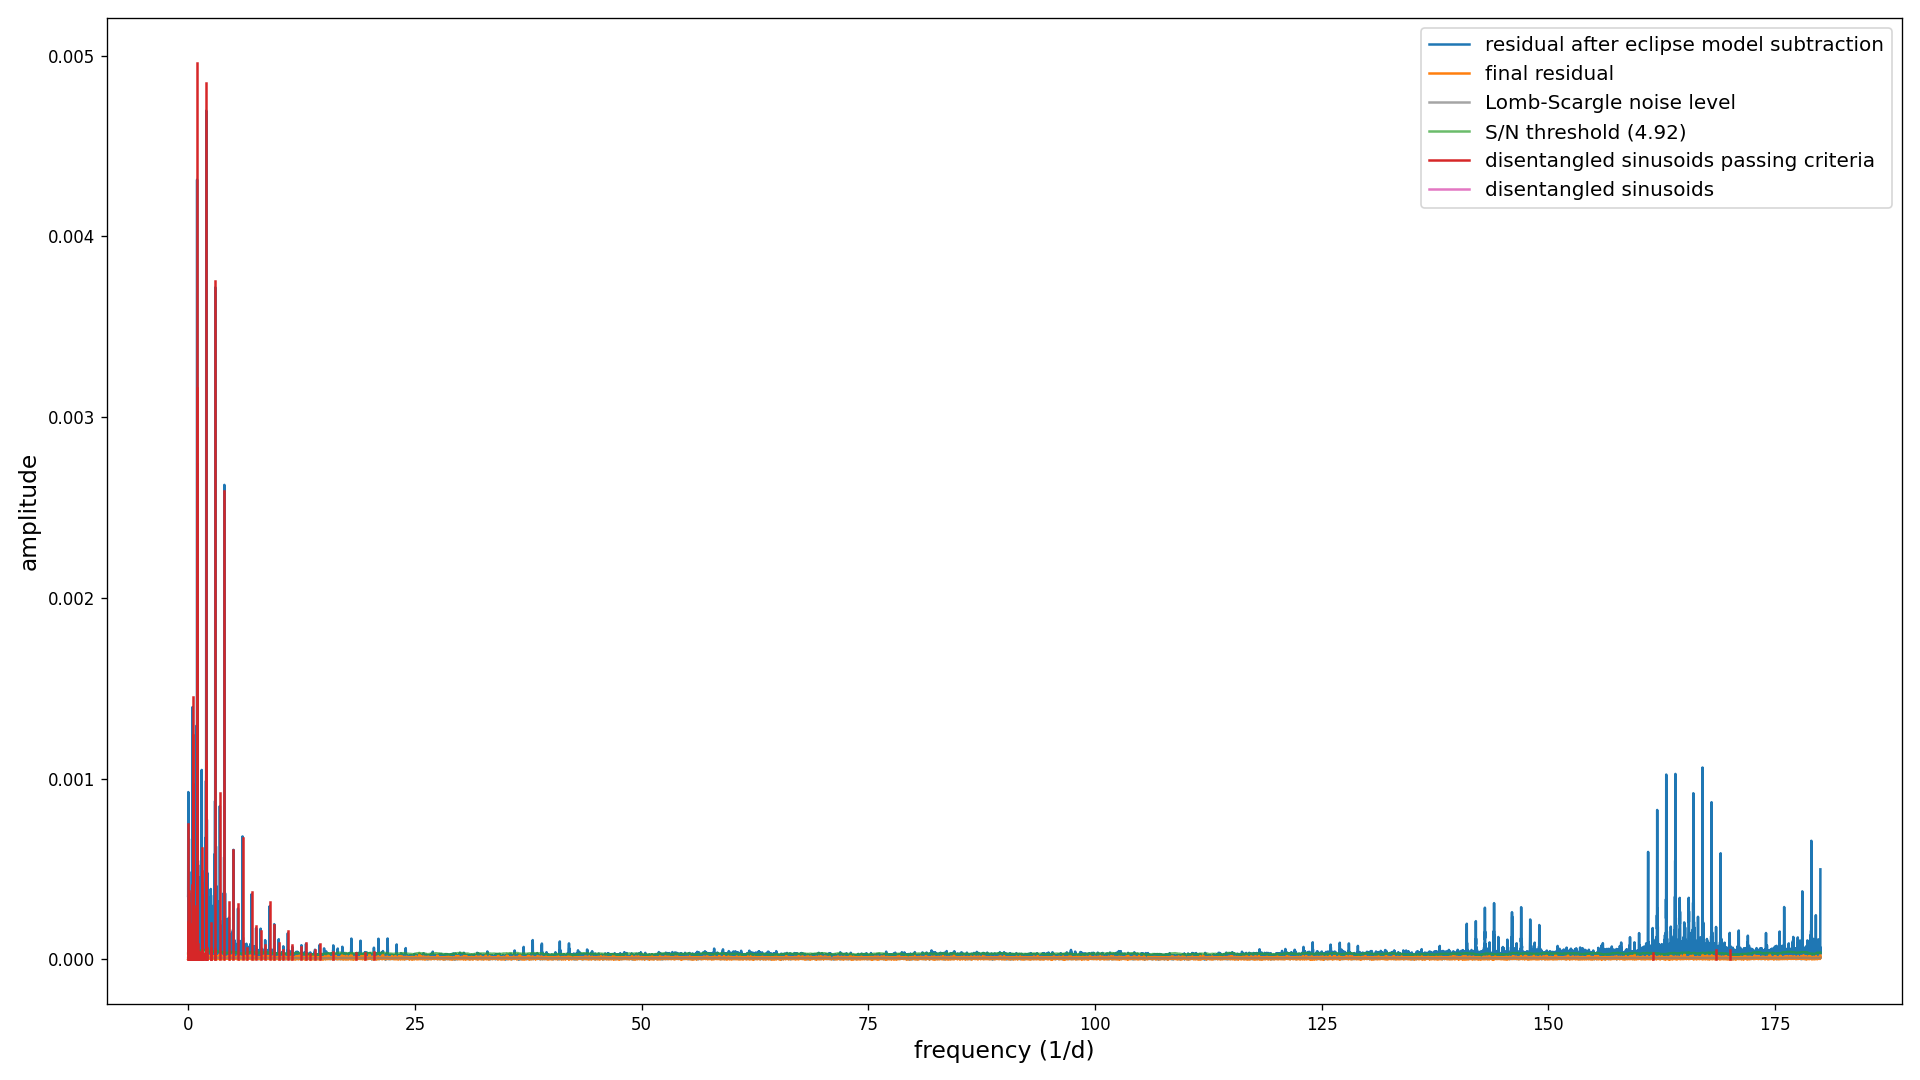 residual after eclipse model subtraction
final residual
Lomb-Scargle noise level
S/N threshold (4.92)
disentangled sinusoids passing criteria
disentangled sinusoids
0.005
0.004
0.003
0.002
0.001
0.000
amplitude
0 25 50 75 100 125 150 175
frequency (1/d)